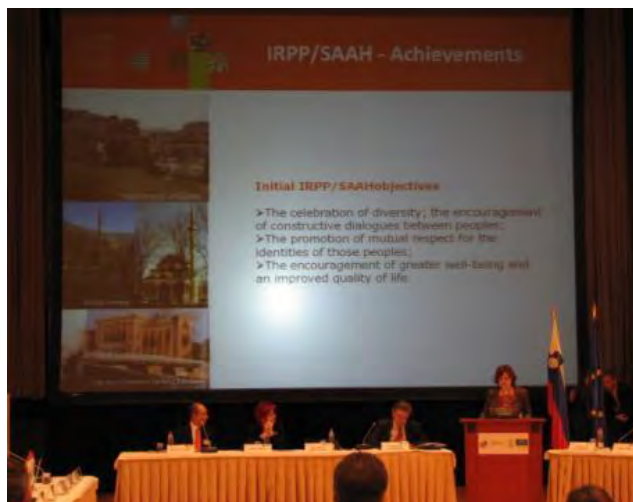 IRPP/SAAH - Achievements
Initial IRPP/SAAHobjectives
➤The celebration of diversity; the encouragement
of constructive dialogues between peoples;
➤The promotion of mutual respect for the
identities of those peoples;
➤The encouragement of greater well-being and
an improved quality of life.